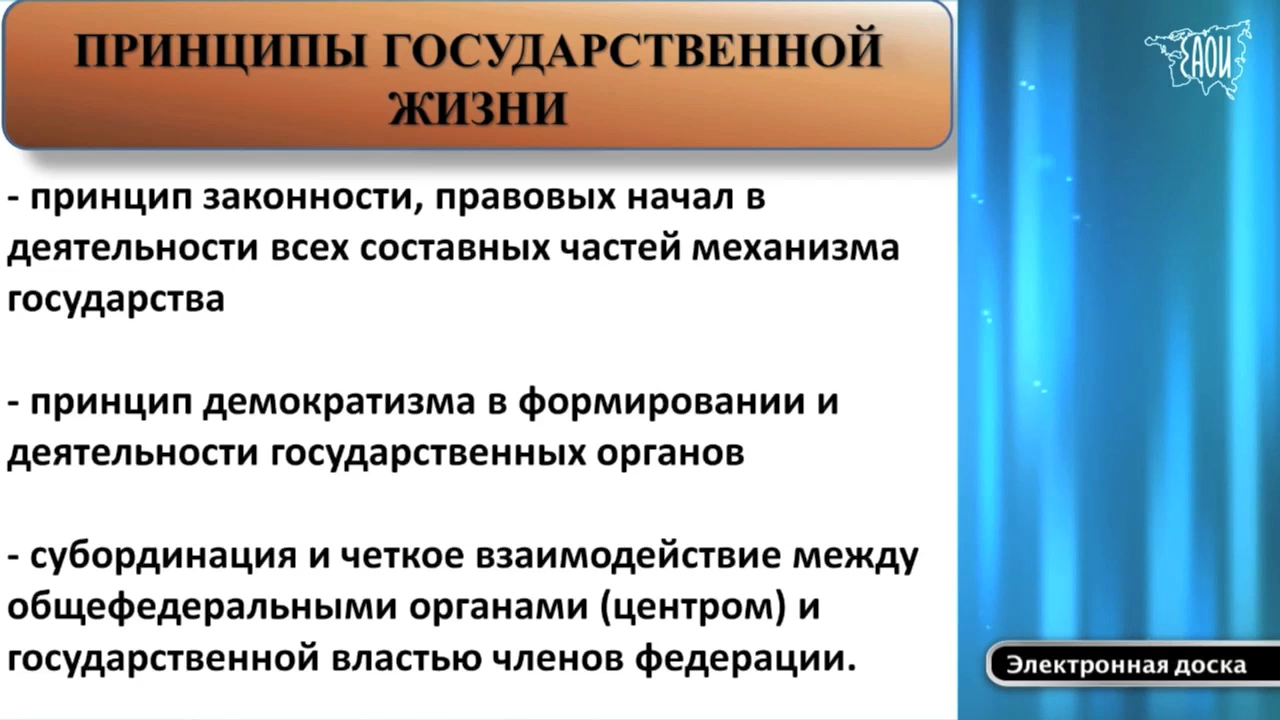 ПРИНЦИПЫ ГОСУДАРСТВЕННОЙ
ЖИЗНИ
- принцип законности, правовых начал в
деятельности всех составных частей механизма
государства
- принцип демократизма в формировании и
деятельности государственных органов
- субординация и четкое взаимодействие между
общефедеральными органами (центром) и
государственной властью членов федерации.
ЕАОИ
Электронная доска